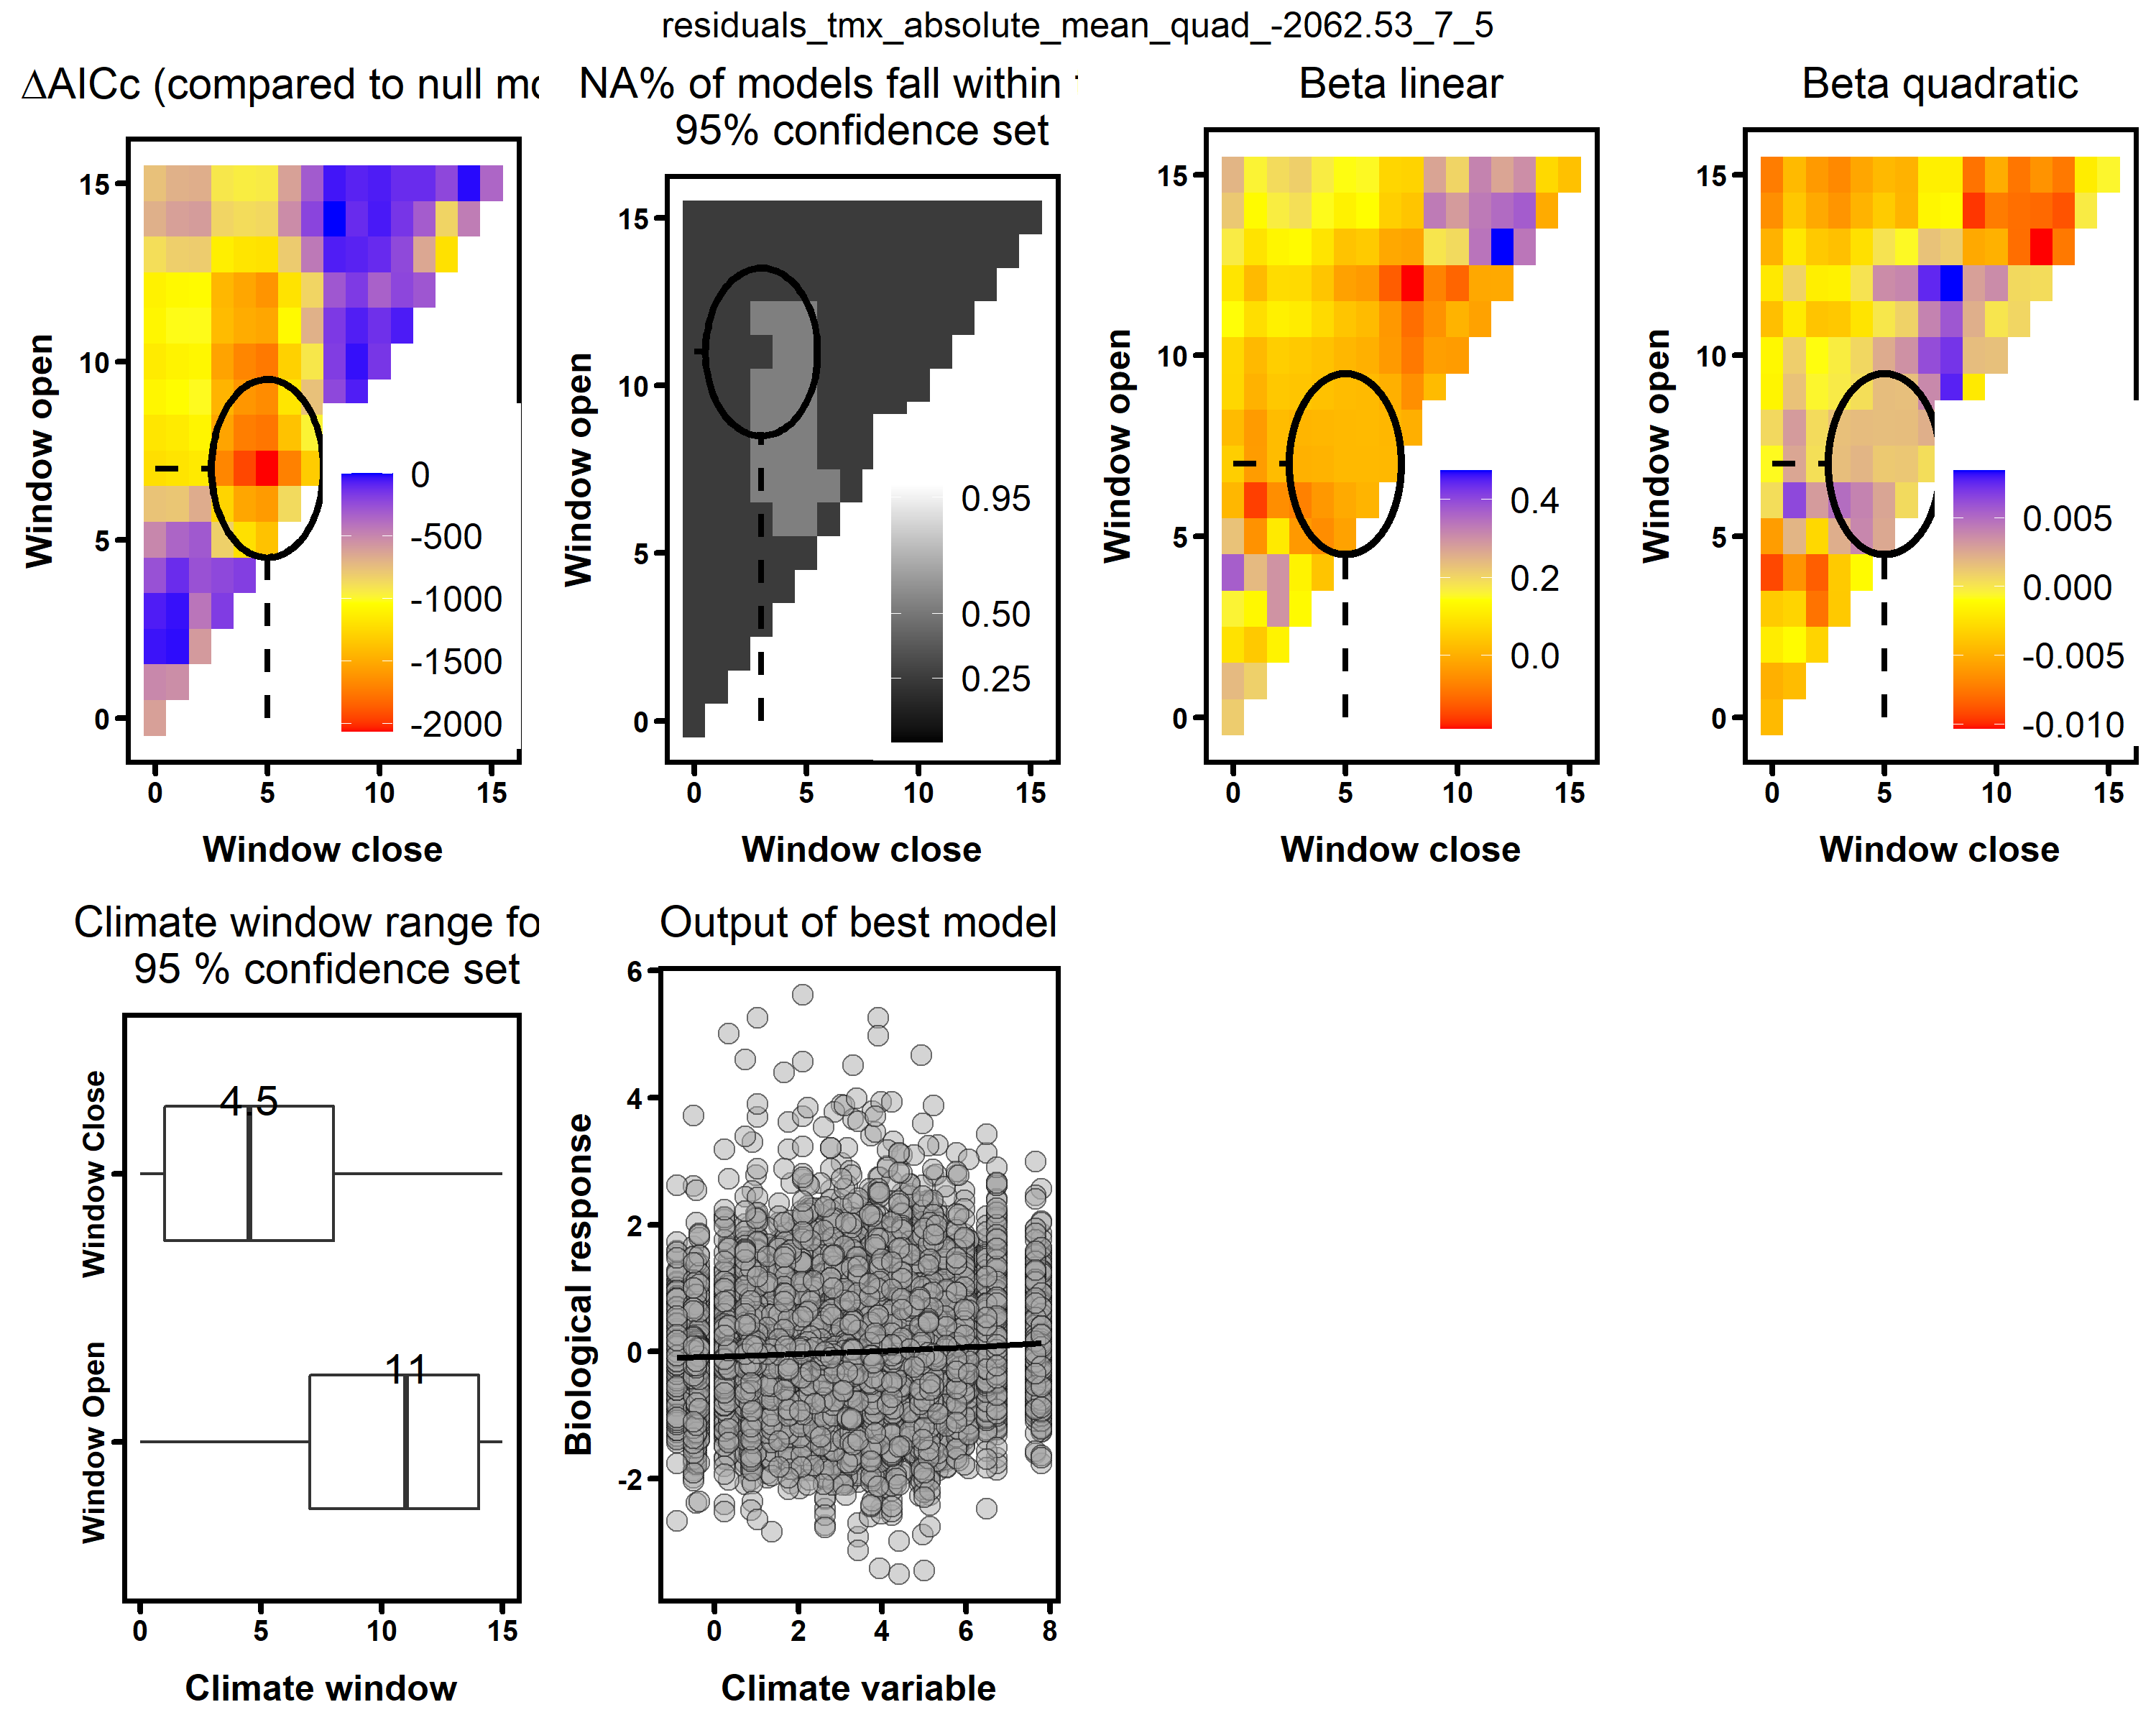 residuals_tmx_absolute_mean_quad_-2062.53_7_5
ΔAICc (compared to null mo
Window open
15
10
5
0
0
-500
-1000
-1500
-2000
0 5 10 15
Window close
NA% of models fall within
95% confidence set
Window open
15
10
5
0
0.95
0.50
0.25
0 5 10 15
Window close
Beta linear
Window open
15
10
5
0
0.4
0.2
0.0
0 5 10 15
Window close
Beta quadratic
Window open
15
10
5
0
0.005
0.000
-0.005
-0.010
0 5 10 15
Window close
Climate window range fo
95 % confidence set
Window Close
4.5
Window Open
11
0 5 10 15
Climate window
Output of best model
Biological response
6
4
2
0
-2
0 2 4 6 8
Climate variable